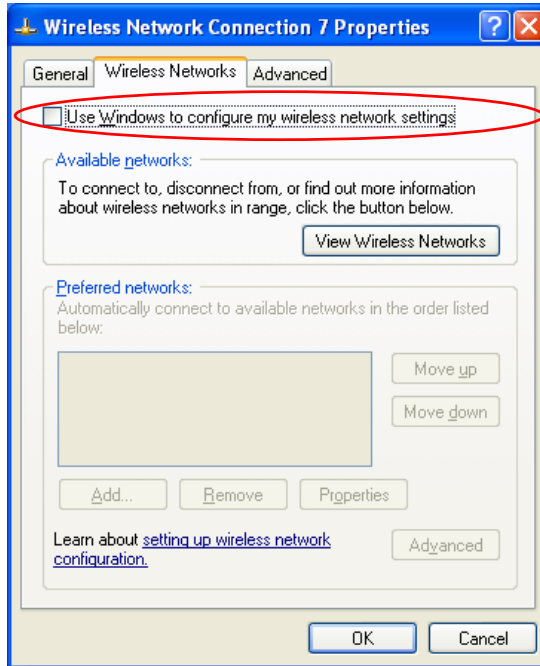 Wireless Network Connection 7 Properties
General Wireless Networks Advanced
Use Windows to configure my wireless network settings
Available networks:
To connect to, disconnect from, or find out more information
about wireless networks in range, click the button below.
View Wireless Networks
Preferred networks:
Automatically connect to available networks in the order listed
below:
Move up
Move down
Add... Remove Properties
Learn about setting up wireless network
configuration.
Advanced
OK Cancel